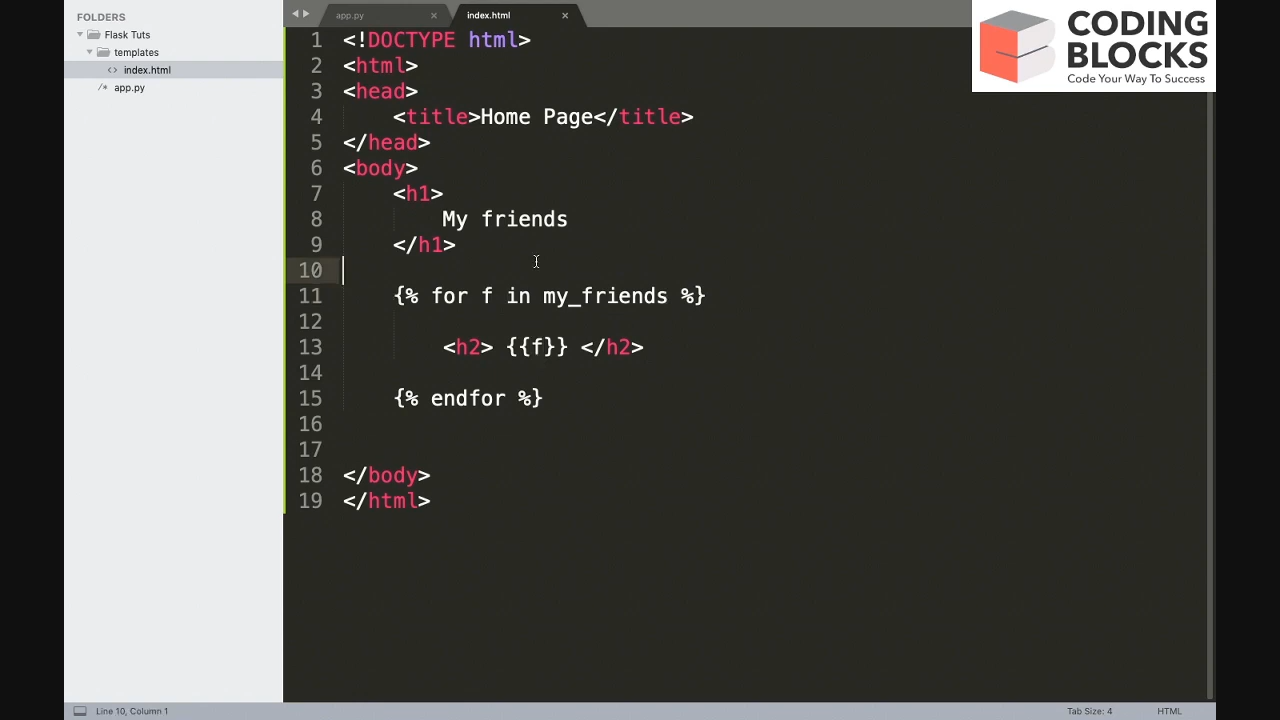 FOLDERS
Flask Tuts
templates
<> index.html
/* app.py
app.py ×
index.html ×
CODING
BLOCKS
Code Your Way To Success
1 <!DOCTYPE html>
2 <html>
3 <head>
4 <title>Home Page</title>
5 </head>
6 <body>
7 <h1>
8 My friends
9 </h1>
10
11 {% for f in my_friends %}
12
13 <h2> {{f}} </h2>
14
15 {% endfor %}
16
17
18 </body>
19 </html>
Line 10, Column 1
Tab Size: 4
HTML